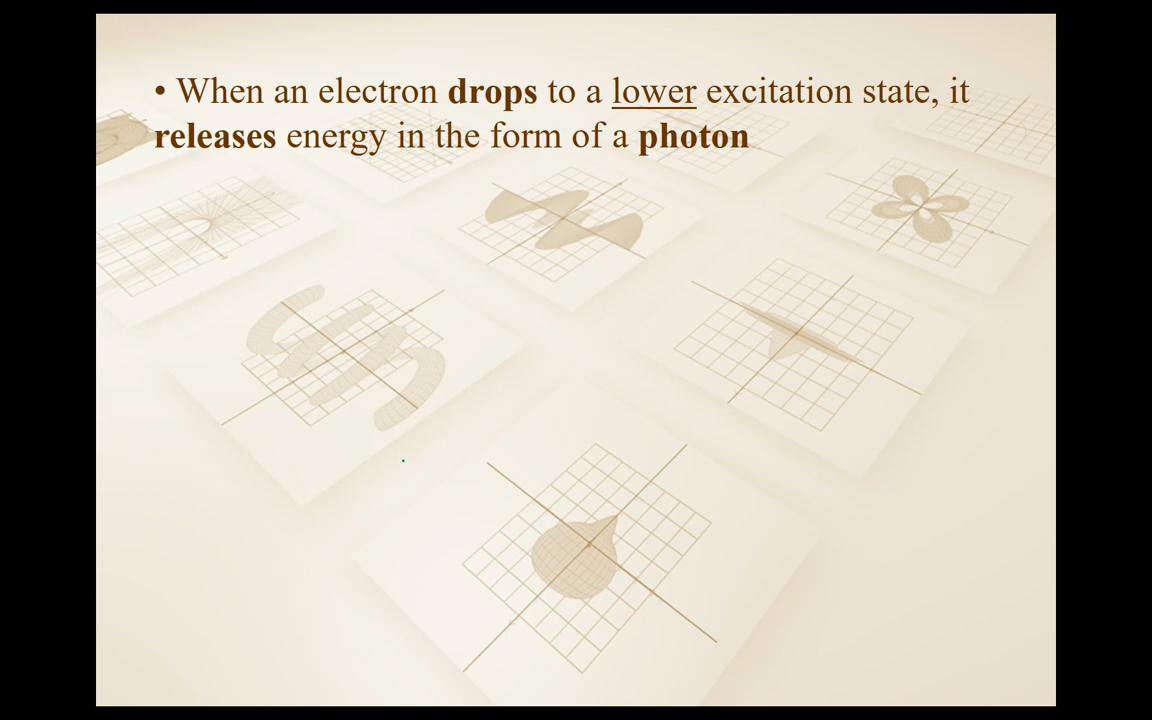 • When an electron drops to a lower excitation state, it
releases energy in the form of a photon